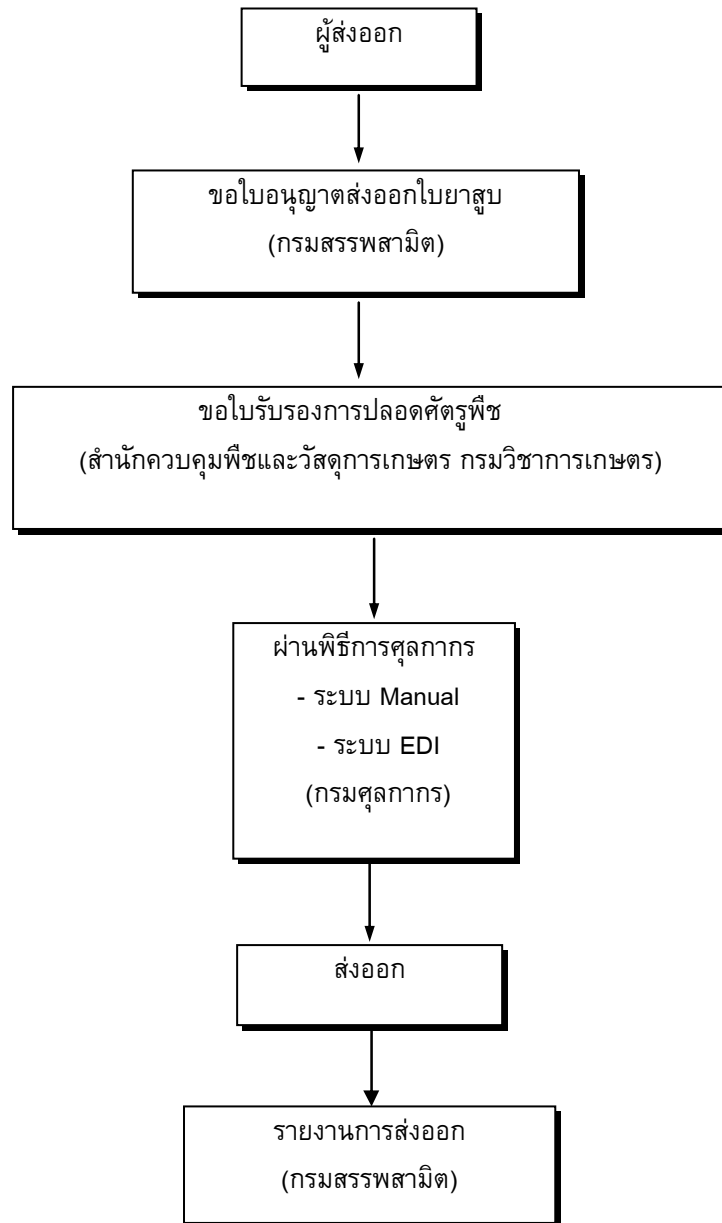 ผู้ส่งออก
ขอใบอนุญาตส่งออกใบยาสูบ
(กรมสรรพสามิต)
ขอใบรับรองการปลอดศัตรูพืช
(สำนักควบคุมพืชและวัสดุการเกษตร กรมวิชาการเกษตร)
ผ่านพิธีการศุลกากร
- ระบบ Manual
- ระบบ EDI
(กรมศุลกากร)
ส่งออก
รายงานการส่งออก
(กรมสรรพสามิต)